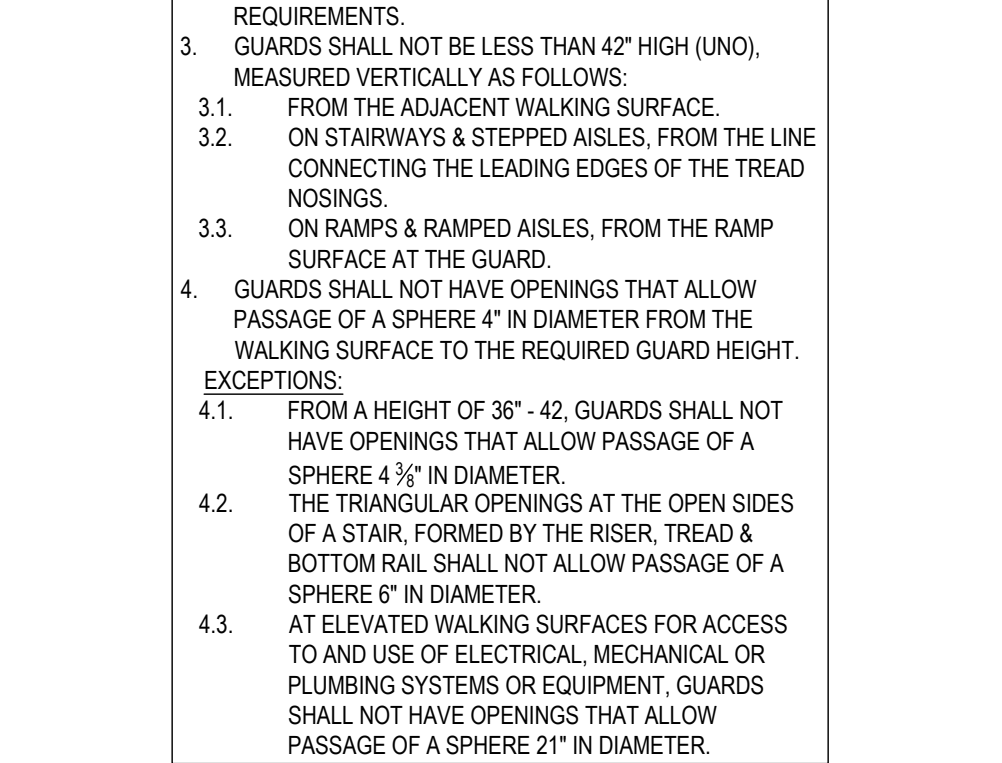 REQUIREMENTS.
3. GUARDS SHALL NOT BE LESS THAN 42" HIGH (UNO),
MEASURED VERTICALLY AS FOLLOWS:
3.1. FROM THE ADJACENT WALKING SURFACE.
3.2. ON STAIRWAYS & STEPPED AISLES, FROM THE LINE
CONNECTING THE LEADING EDGES OF THE TREAD
NOSINGS.
3.3. ON RAMPS & RAMPED AISLES, FROM THE RAMP
SURFACE AT THE GUARD.
4. GUARDS SHALL NOT HAVE OPENINGS THAT ALLOW
PASSAGE OF A SPHERE 4" IN DIAMETER FROM THE
WALKING SURFACE TO THE REQUIRED GUARD HEIGHT.
EXCEPTIONS:
4.1. FROM A HEIGHT OF 36" - 42, GUARDS SHALL NOT
HAVE OPENINGS THAT ALLOW PASSAGE OF A
SPHERE 4 ⅜" IN DIAMETER.
4.2. THE TRIANGULAR OPENINGS AT THE OPEN SIDES
OF A STAIR, FORMED BY THE RISER, TREAD &
BOTTOM RAIL SHALL NOT ALLOW PASSAGE OF A
SPHERE 6" IN DIAMETER.
4.3. AT ELEVATED WALKING SURFACES FOR ACCESS
TO AND USE OF ELECTRICAL, MECHANICAL OR
PLUMBING SYSTEMS OR EQUIPMENT, GUARDS
SHALL NOT HAVE OPENINGS THAT ALLOW
PASSAGE OF A SPHERE 21" IN DIAMETER.